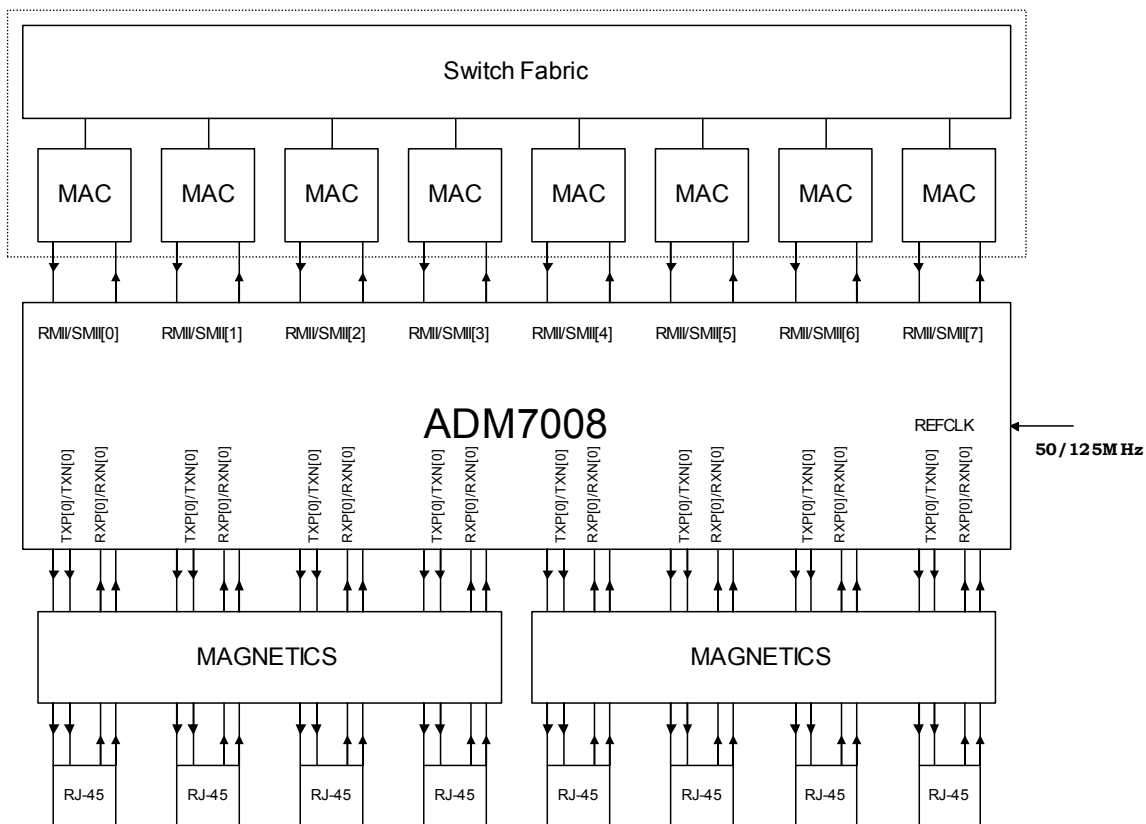 Switch Fabric
MAC MAC MAC MAC MAC MAC MAC MAC
RMII/SMII[0] RMII/SMII[1] RMII/SMII[2] RMII/SMII[3] RMII/SMII[4] RMII/SMII[5] RMII/SMII[6] RMII/SMII[7]
ADM7008
REFCLK
50/125MHz
TXP[0]/TXN[0] RXP[0]/RXN[0] TXP[0]/TXN[0] RXP[0]/RXN[0] TXP[0]/TXN[0] RXP[0]/RXN[0] TXP[0]/TXN[0] RXP[0]/RXN[0] TXP[0]/TXN[0] RXP[0]/RXN[0] TXP[0]/TXN[0] RXP[0]/RXN[0] TXP[0]/TXN[0] RXP[0]/RXN[0] TXP[0]/TXN[0] RXP[0]/RXN[0]
MAGNETICS MAGNETICS
RJ-45 RJ-45 RJ-45 RJ-45 RJ-45 RJ-45 RJ-45 RJ-45